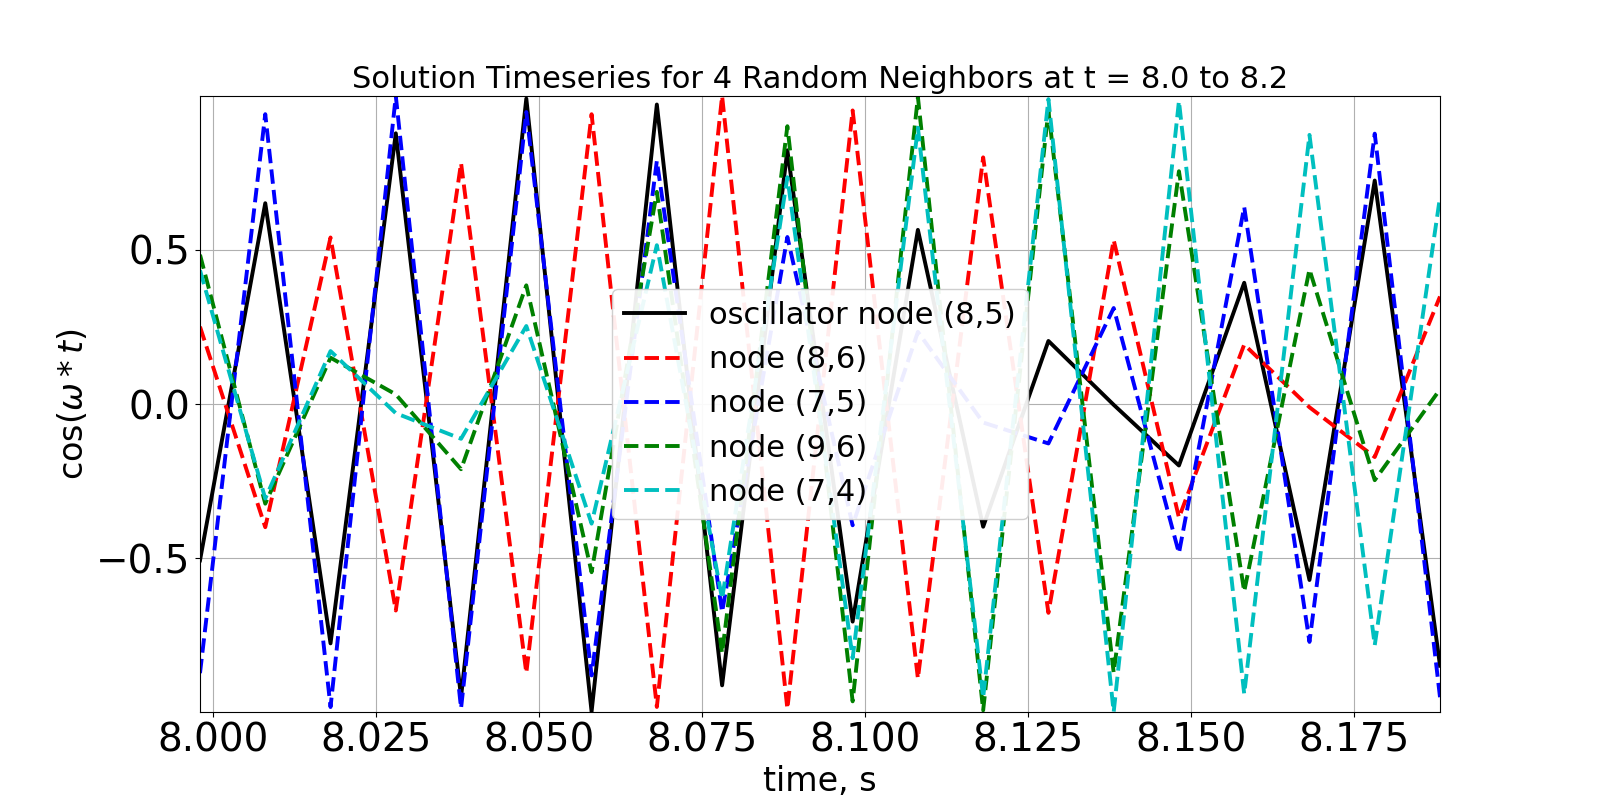 Solution Timeseries for 4 Random Neighbors at t = 8.0 to 8.2
cos(ω * t)
0.5
0.0
−0.5
oscillator node (8,5)
node (8,6)
node (7,5)
node (9,6)
node (7,4)
8.000 8.025 8.050 8.075 8.100 8.125 8.150 8.175
time, s